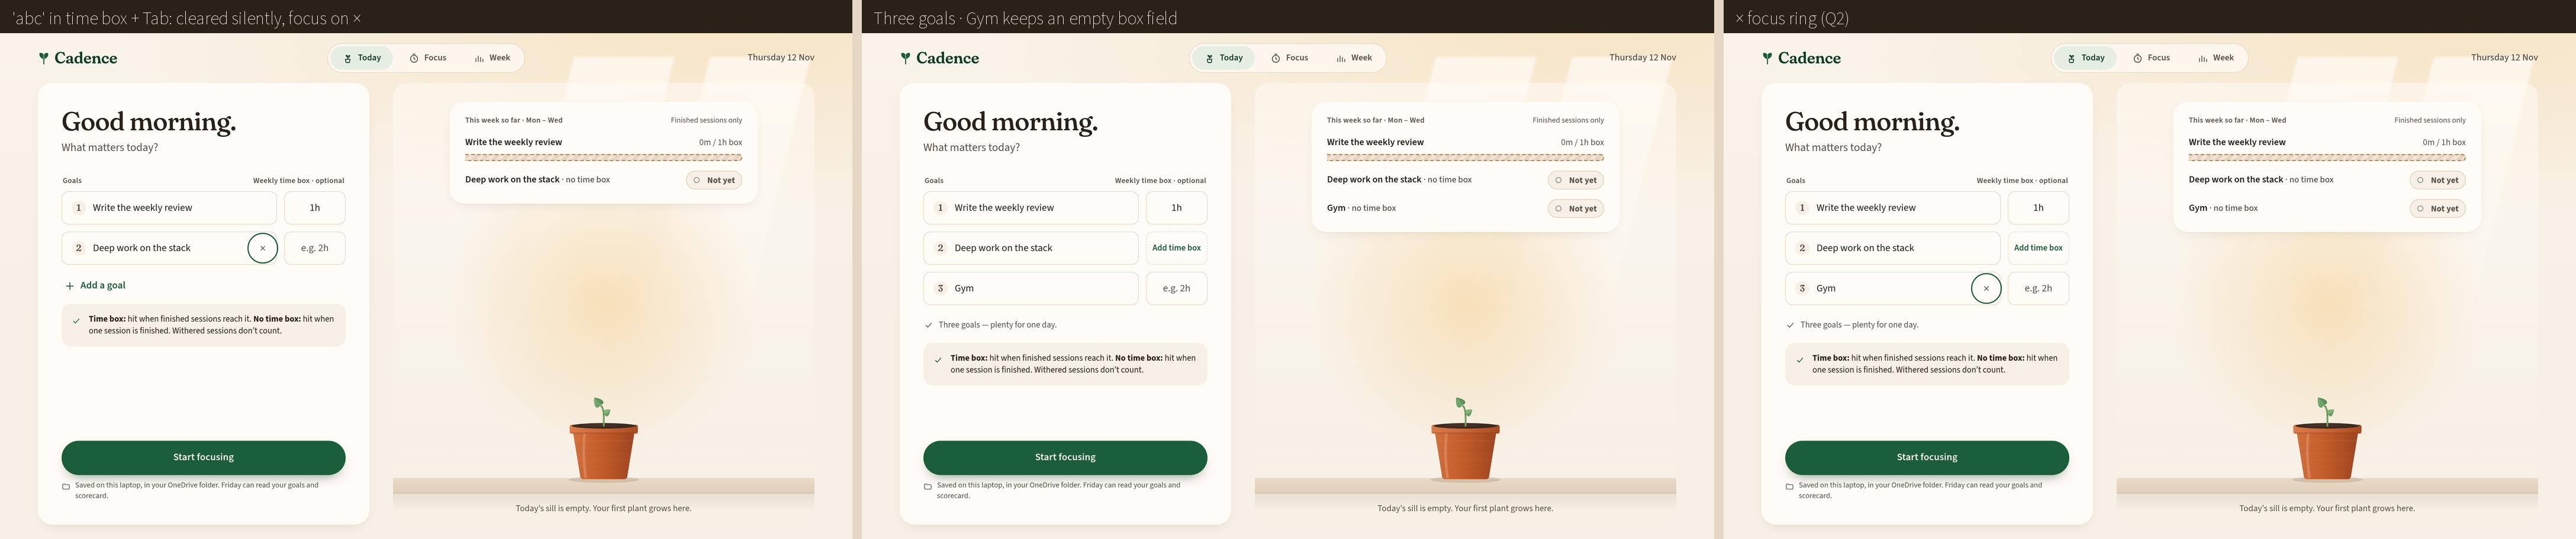 'abc' in time box + Tab: cleared silently, focus on ×
Cadence
Today
Focus
Week
Thursday 12 Nov
Good morning.
What matters today?
Goals
Weekly time box · optional
1 Write the weekly review
1h
2 Deep work on the stack ×
e.g. 2h
+ Add a goal
Time box: hit when finished sessions reach it. No time box: hit when
one session is finished. Withered sessions don't count.
Start focusing
Saved on this laptop, in your OneDrive folder. Friday can read your goals and
scorecard.
This week so far · Mon – Wed
Finished sessions only
Write the weekly review
0m / 1h box
Deep work on the stack · no time box
Not yet
Today's sill is empty. Your first plant grows here.
Three goals · Gym keeps an empty box field
Cadence
Today
Focus
Week
Thursday 12 Nov
Good morning.
What matters today?
Goals
Weekly time box · optional
1 Write the weekly review
1h
2 Deep work on the stack
Add time box
3 Gym
e.g. 2h
Three goals — plenty for one day.
Time box: hit when finished sessions reach it. No time box: hit when
one session is finished. Withered sessions don't count.
Start focusing
Saved on this laptop, in your OneDrive folder. Friday can read your goals and
scorecard.
This week so far · Mon – Wed
Finished sessions only
Write the weekly review
0m / 1h box
Deep work on the stack · no time box
Not yet
Gym · no time box
Not yet
Today's sill is empty. Your first plant grows here.
× focus ring (Q2)
Cadence
Today
Focus
Week
Thursday 12 Nov
Good morning.
What matters today?
Goals
Weekly time box · optional
1 Write the weekly review
1h
2 Deep work on the stack
Add time box
3 Gym ×
e.g. 2h
Three goals — plenty for one day.
Time box: hit when finished sessions reach it. No time box: hit when
one session is finished. Withered sessions don't count.
Start focusing
Saved on this laptop, in your OneDrive folder. Friday can read your goals and
scorecard.
This week so far · Mon – Wed
Finished sessions only
Write the weekly review
0m / 1h box
Deep work on the stack · no time box
Not yet
Gym · no time box
Not yet
Today's sill is empty. Your first plant grows here.